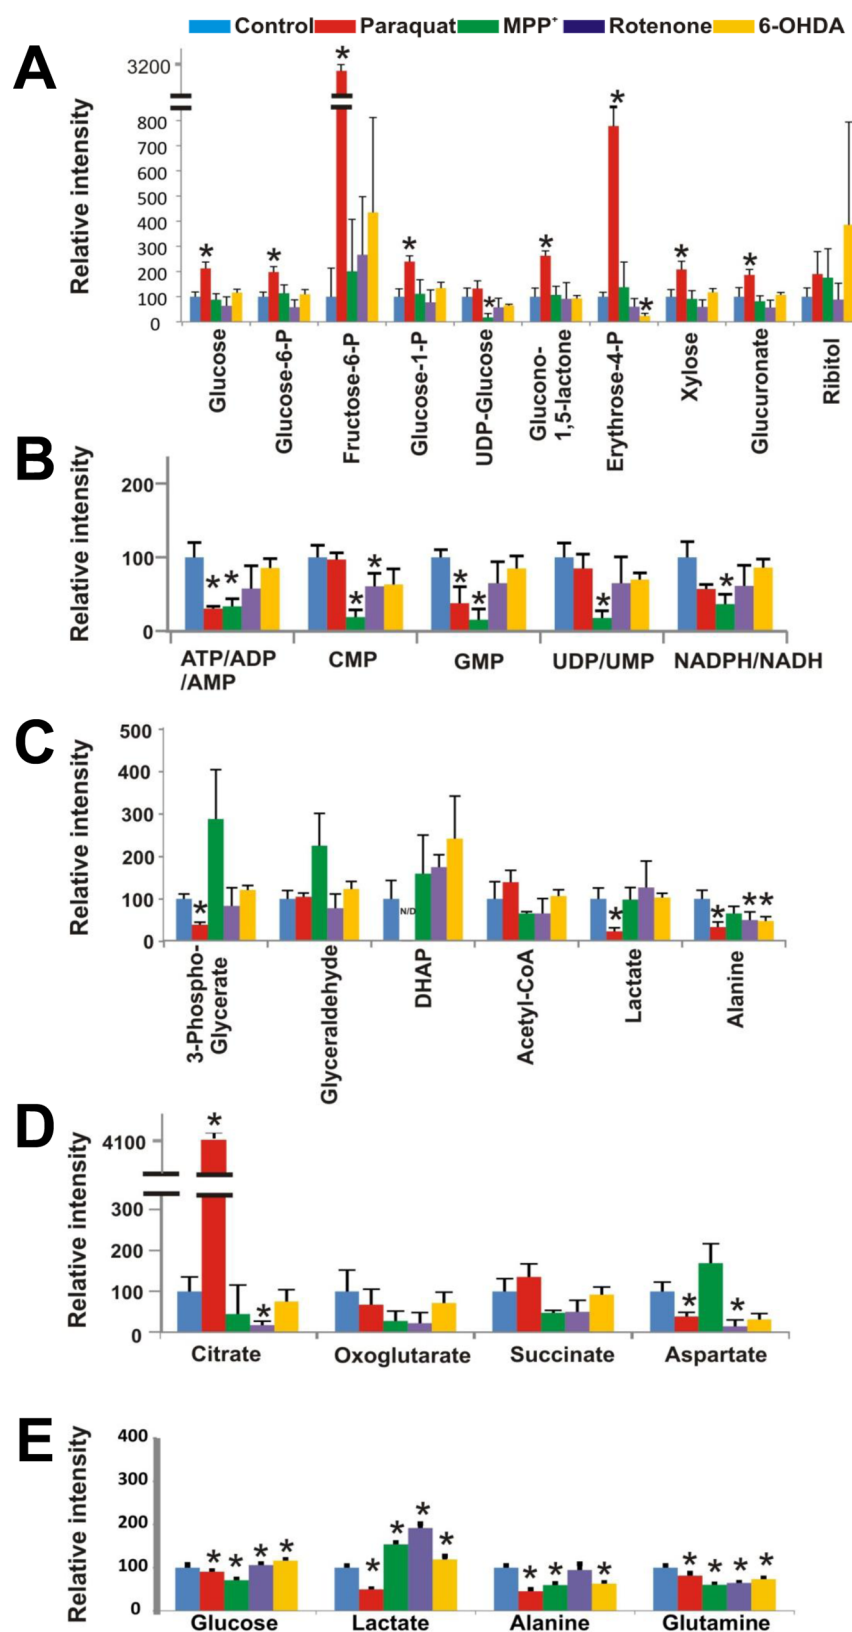 Control Paraquat MPP⁺ Rotenone 6-OHDA
A
Relative intensity
3200
800
700
600
500
400
300
200
100
0
* * * * * * * * * *
Glucose
Glucose-6-P
Fructose-6-P
Glucose-1-P
UDP-Glucose
Glucono-
1,5-lactone
Erythrose-4-P
Xylose
Glucuronate
Ribitol
B
Relative intensity
200
100
0
* * * * * * * *
ATP/ADP
/AMP
CMP
GMP
UDP/UMP
NADPH/NADH
C
Relative intensity
500
400
300
200
100
0
* N/D * * * *
3-Phospho-
Glycerate
Glyceraldehyde
DHAP
Acetyl-CoA
Lactate
Alanine
D
Relative intensity
4100
300
200
100
0
* * * *
Citrate
Oxoglutarate
Succinate
Aspartate
E
Relative intensity
400
300
200
100
0
* * * * * * * * * * * * * * *
Glucose
Lactate
Alanine
Glutamine